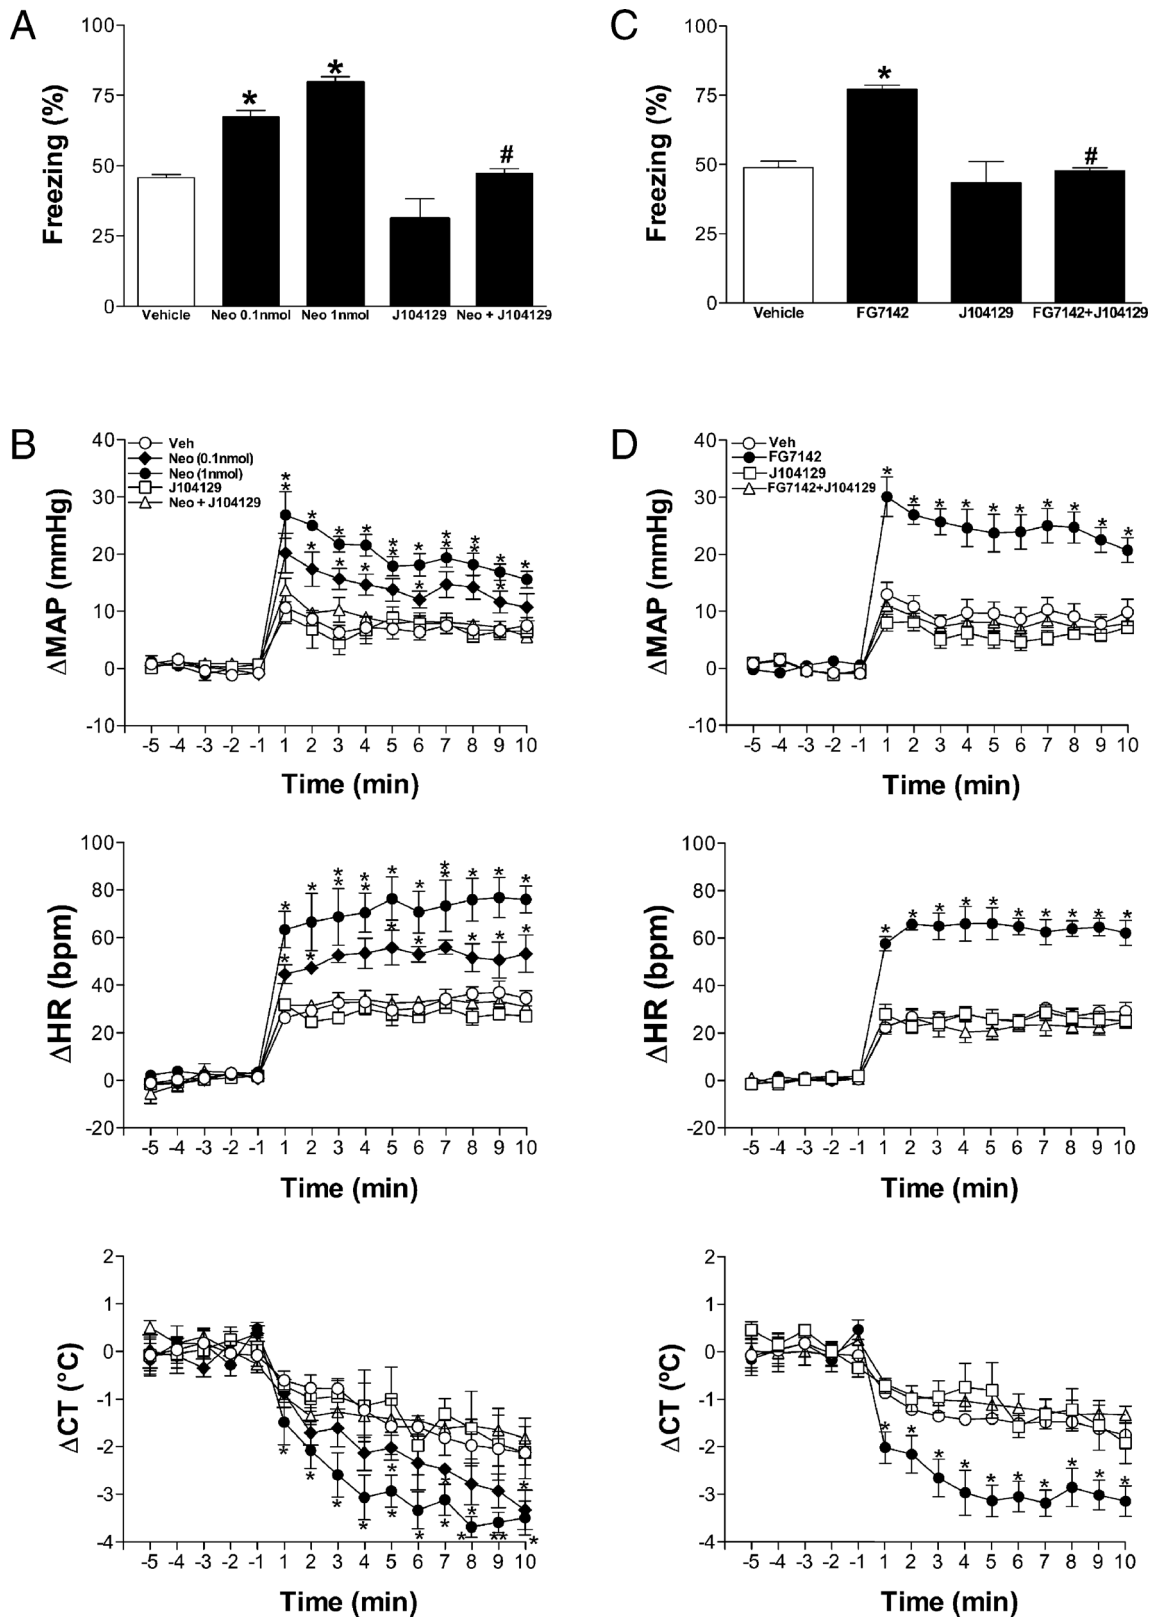 A
100
75
50
25
0
Freezing (%)
*
*
#
Vehicle Neo 0.1nmol Neo 1nmol J104129 Neo + J104129
C
100
75
50
25
0
Freezing (%)
*
#
Vehicle FG7142 J104129 FG7142+J104129
B
40
30
20
10
0
-10
ΔMAP (mmHg)
Veh
Neo (0.1nmol)
Neo (1nmol)
J104129
Neo + J104129
-5 -4 -3 -2 -1 1 2 3 4 5 6 7 8 9 10
Time (min)
D
40
30
20
10
0
-10
ΔMAP (mmHg)
Veh
FG7142
J104129
FG7142+J104129
* * * * * * * * * *
-5 -4 -3 -2 -1 1 2 3 4 5 6 7 8 9 10
Time (min)
100
80
60
40
20
0
-20
ΔHR (bpm)
-5 -4 -3 -2 -1 1 2 3 4 5 6 7 8 9 10
Time (min)
100
80
60
40
20
0
-20
ΔHR (bpm)
* * * * * * * * * *
-5 -4 -3 -2 -1 1 2 3 4 5 6 7 8 9 10
Time (min)
2
1
0
-1
-2
-3
-4
ΔCT (°C)
-5 -4 -3 -2 -1 1 2 3 4 5 6 7 8 9 10
Time (min)
2
1
0
-1
-2
-3
-4
ΔCT (ºC)
* * * * * * * * * *
-5 -4 -3 -2 -1 1 2 3 4 5 6 7 8 9 10
Time (min)